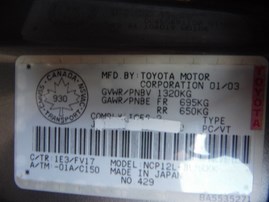 MFD.BY:TOYOTA MOTOR
CORPORATION 01/03
GVWR/PNBV 1320KG
GAWR/PNBE FR 695KG
RR 650KG
CANADA
930
TRANSPORT
TYPE
PC/VT
C/TR 1E3/FV17
A/TM -01A/C150
MODEL NCP12L
MADE IN JAPAN
NO 429